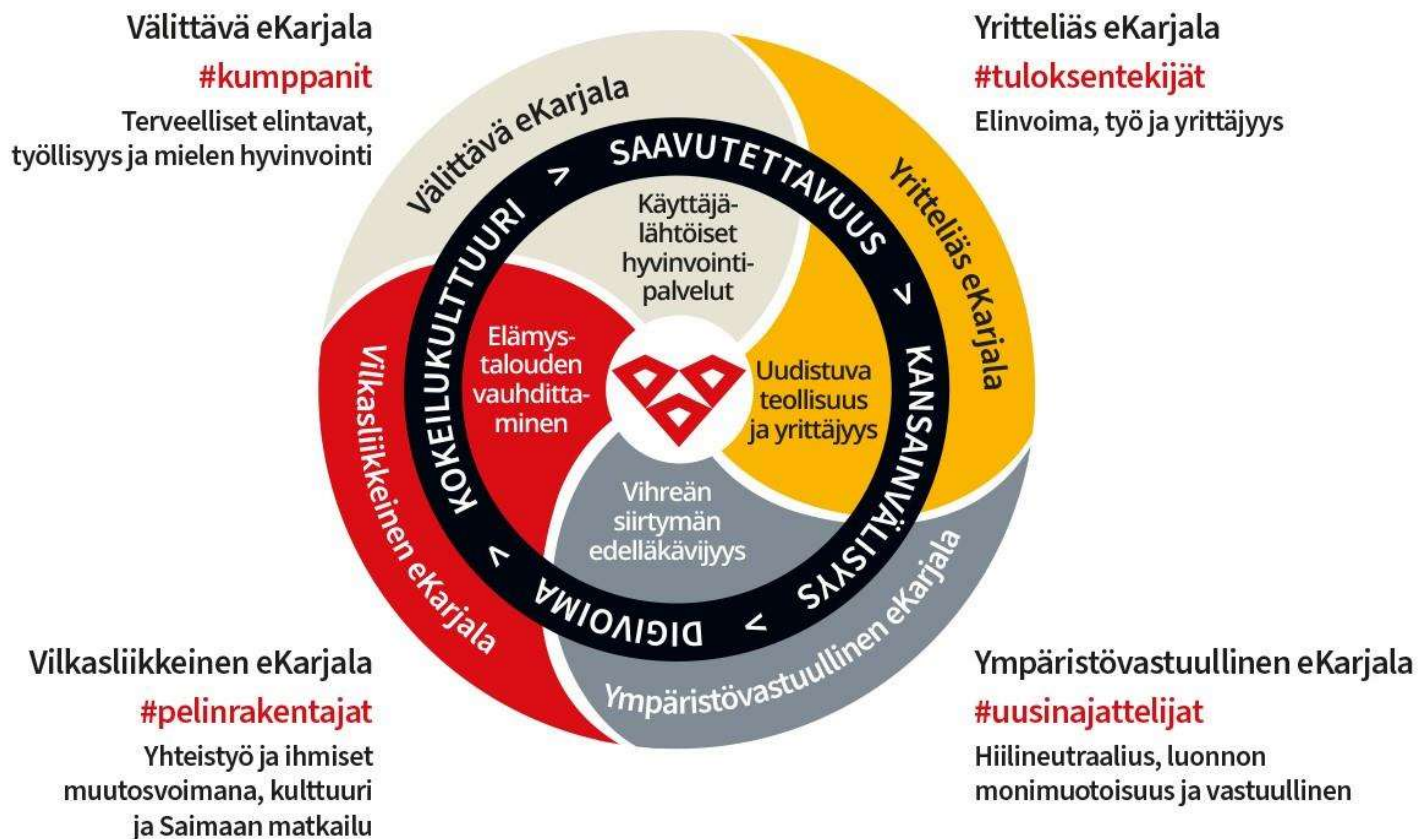 Välittävä eKarjala
#kumppanit
Terveelliset elintavat,
työllisyys ja mielen hyvinvointi
Yritteliäs eKarjala
#tuloksentekijät
Elinvoima, työ ja yrittäjyys
Välittävä eKarjala
Yritteliäs eKarjala
Ympäristövastuullinen eKarjala
Vilkasliikkeinen eKarjala
SAAVUTETTAVUUS > KANSAINVÄLISYYS > DIGIVOIMA > KOKEILUKULTTUURI >
Käyttäjä-
lähtöiset
hyvinvointi-
palvelut
Elämys-
talouden
vauhditta-
minen
Uudistuva
teollisuus
ja yrittäjyys
Vihreän
siirtymän
edelläkävijyys
Vilkasliikkeinen eKarjala
#pelinrakentajat
Yhteistyö ja ihmiset
muutosvoimana, kulttuuri
ja Saimaan matkailu
Ympäristövastuullinen eKarjala
#uusinajattelijat
Hiilineutraalius, luonnon
monimuotoisuus ja vastuullinen